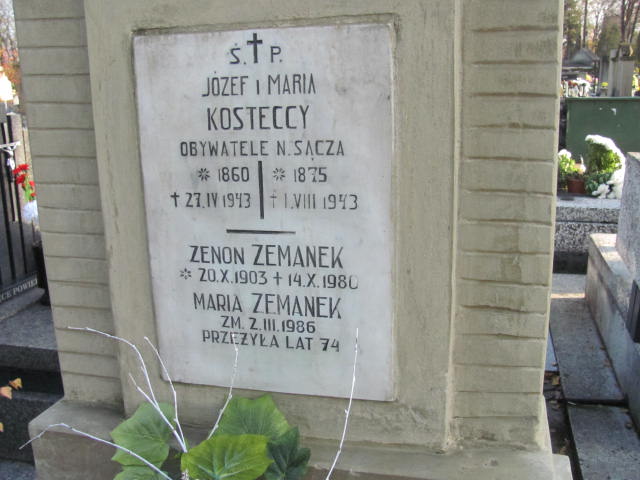 Ś. † P.
JÓZEF I MARIA
KOSTECCY
OBYWATELE N. SĄCZA
* 1860 * 1875
† 27.IV 1943 † 1.VIII 1943
ZENON ZEMANEK
* 20.X.1903 † 14.X.1980
MARIA ZEMANEK
ZM. 2.III.1986
PRZEŻYŁA LAT 74